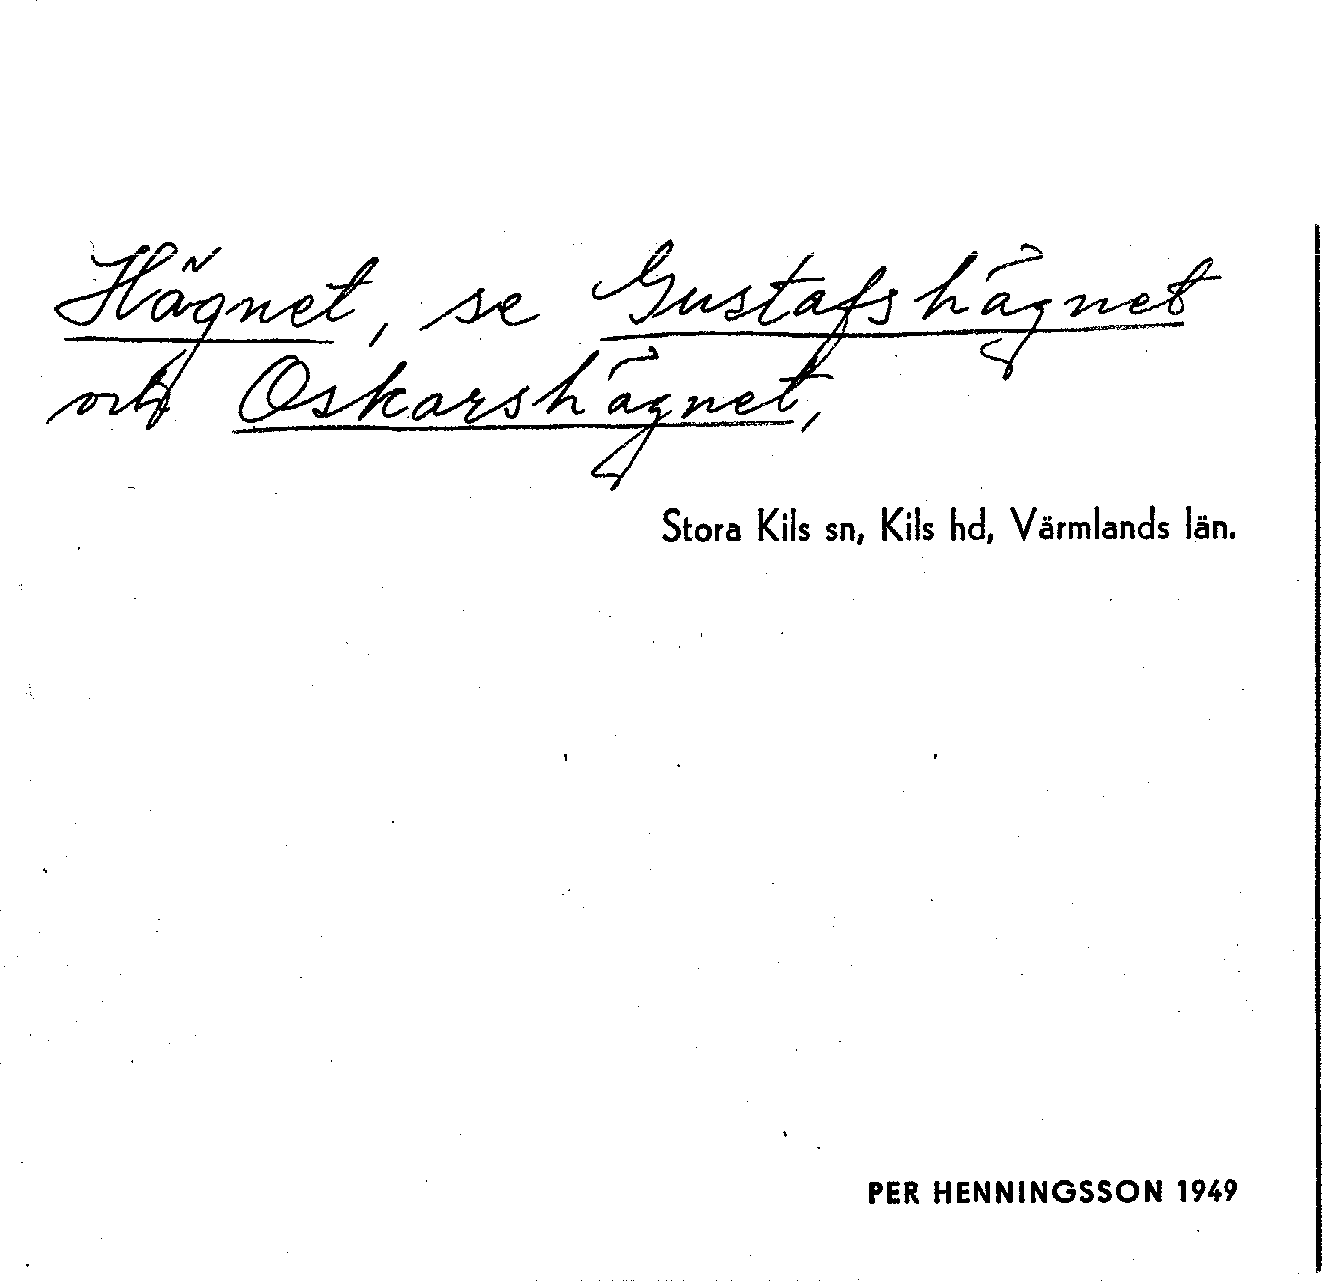 Hägnet, se Gustafshägnet
och Oskarshägnet,
Stora Kils sn, Kils hd, Värmlands län.
PER HENNINGSSON 1949